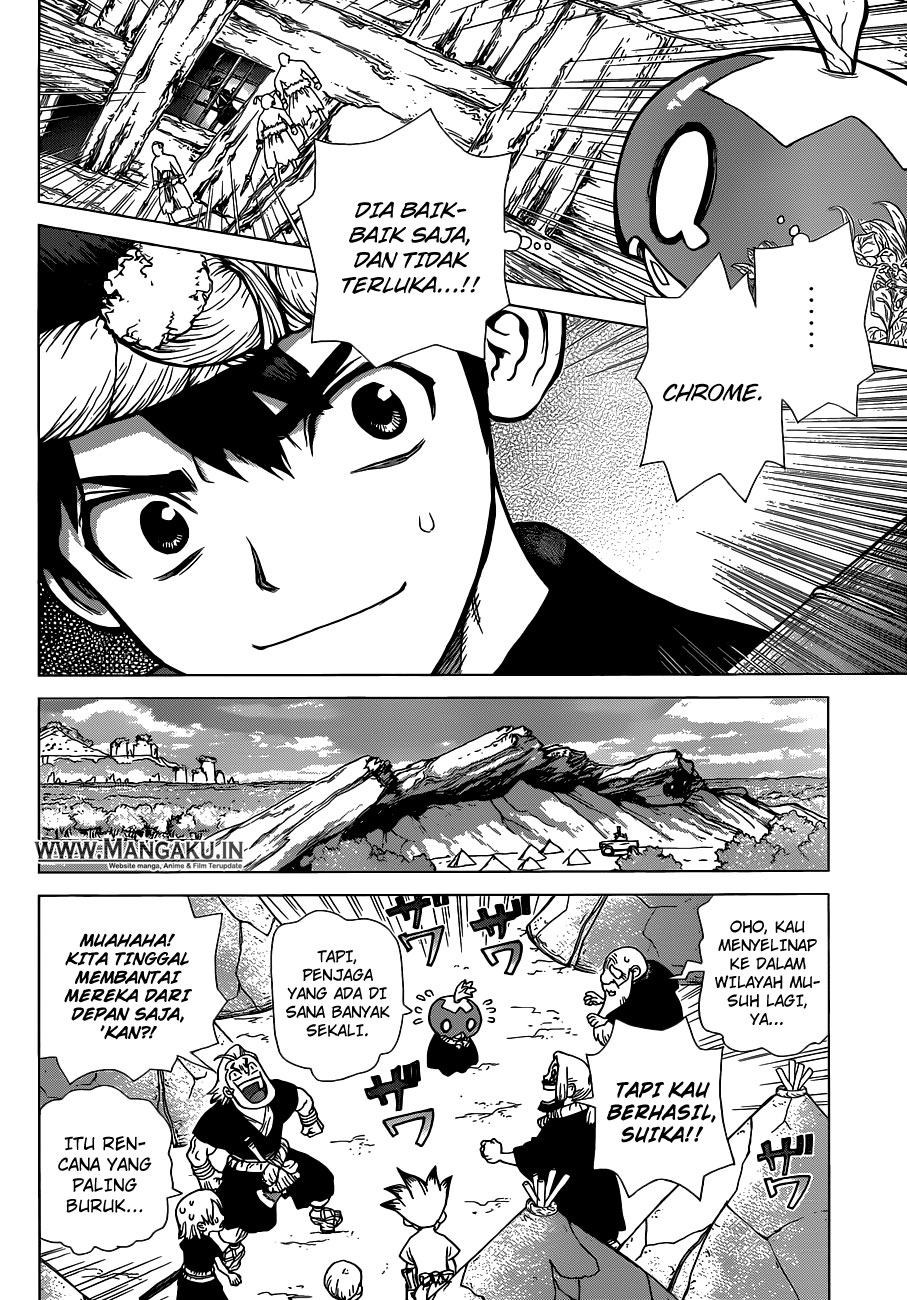 DIA BAIK-
BAIK SAJA,
DAN TIDAK
TERLUKA...!!
......
CHROME.
WWW.MANGAKU.IN
Website manga, Anime & Film Terupdate
OHO, KAU
MENYELINAP
KE DALAM
WILAYAH MU-
SUH LAGI,
YA...
TAPI KAU
BERHASIL,
SUIKA!!
TAPI,
PENJAGA
YANG ADA DI
SANA BANYAK
SEKALI.
MUAHAHA!
KITA TINGGAL
MEMBANTAI
MEREKA DARI
DEPAN SAJA,
'KAN?!
ITU REN-
CANA YANG
PALING
BURUK...
ザワ
ザワ
ザワ
ザワ